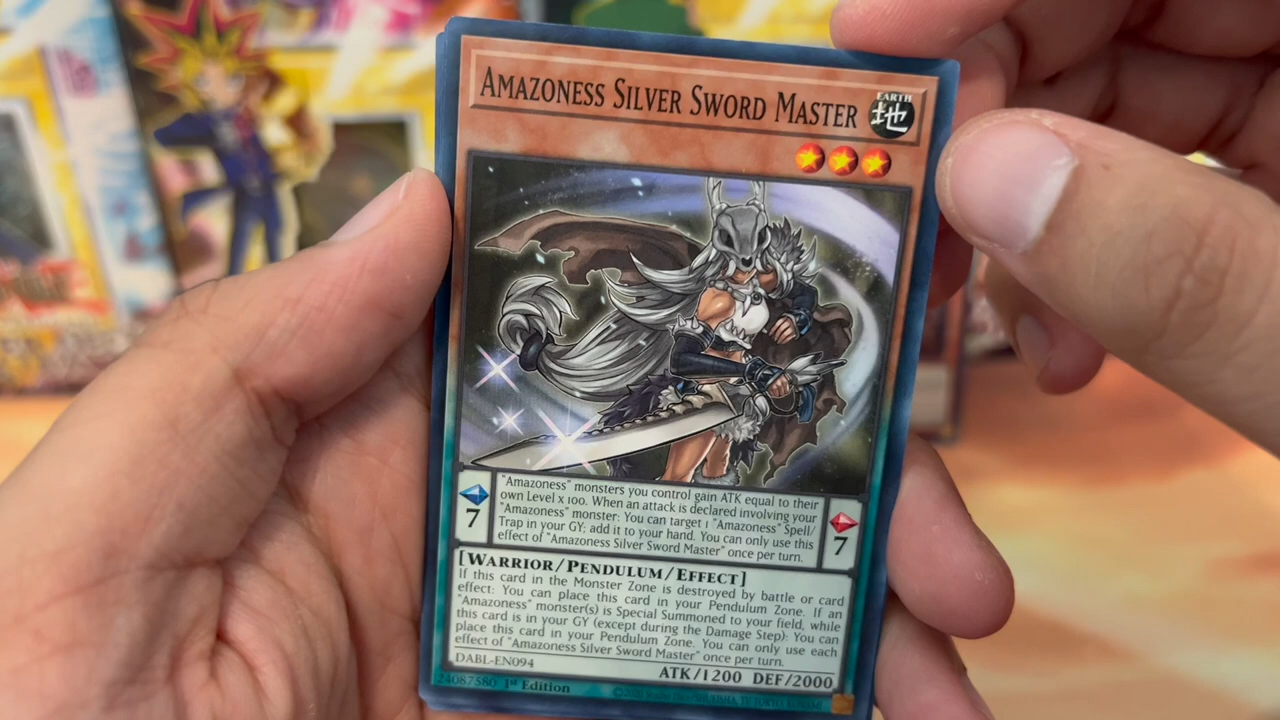 AMAZONESS SILVER SWORD MASTER
EARTH
地
"Amazoness" monsters you control gain ATK equal to their
own Level x 100. When an attack is declared involving your
"Amazoness" monster: You can target 1 "Amazoness" Spell/
Trap in your GY; add it to your hand. You can only use this
effect of "Amazoness Silver Sword Master" once per turn.
7
7
[WARRIOR/PENDULUM/EFFECT]
If this card in the Monster Zone is destroyed by battle or card
effect: You can place this card in your Pendulum Zone. If an
"Amazoness" monster(s) is Special Summoned to your field, while
this card is in your GY (except during the Damage Step): You can
place this card in your Pendulum Zone. You can only use each
effect of "Amazoness Silver Sword Master" once per turn.
DABL-EN094
ATK/1200 DEF/2000
24087580 1st Edition